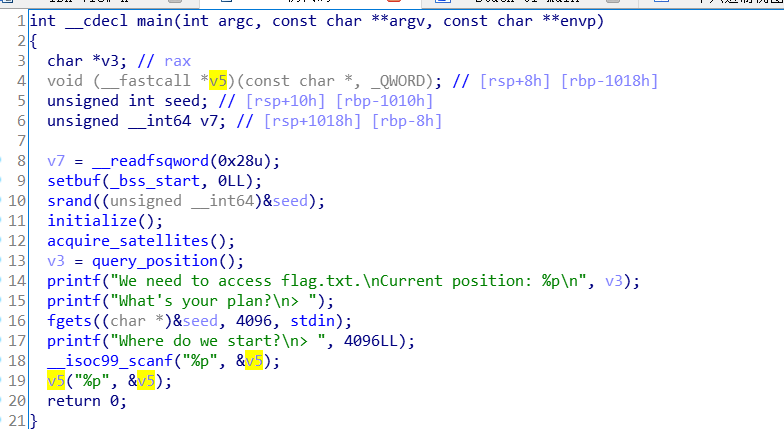 1 int __cdecl main(int argc, const char **argv, const char **envp)
2 {
3 char *v3; // rax
4 void (__fastcall *v5)(const char *, _QWORD); // [rsp+8h] [rbp-1018h]
5 unsigned int seed; // [rsp+10h] [rbp-1010h]
6 unsigned __int64 v7; // [rsp+1018h] [rbp-8h]
7
8 v7 = __readfsqword(0x28u);
9 setbuf(_bss_start, 0LL);
10 srand((unsigned __int64)&seed);
11 initialize();
12 acquire_satellites();
13 v3 = query_position();
14 printf("We need to access flag.txt.\nCurrent position: %p\n", v3);
15 printf("What's your plan?\n> ");
16 fgets((char *)&seed, 4096, stdin);
17 printf("Where do we start?\n> ", 4096LL);
18 __isoc99_scanf("%p", &v5);
19 v5("%p", &v5);
20 return 0;
21 }